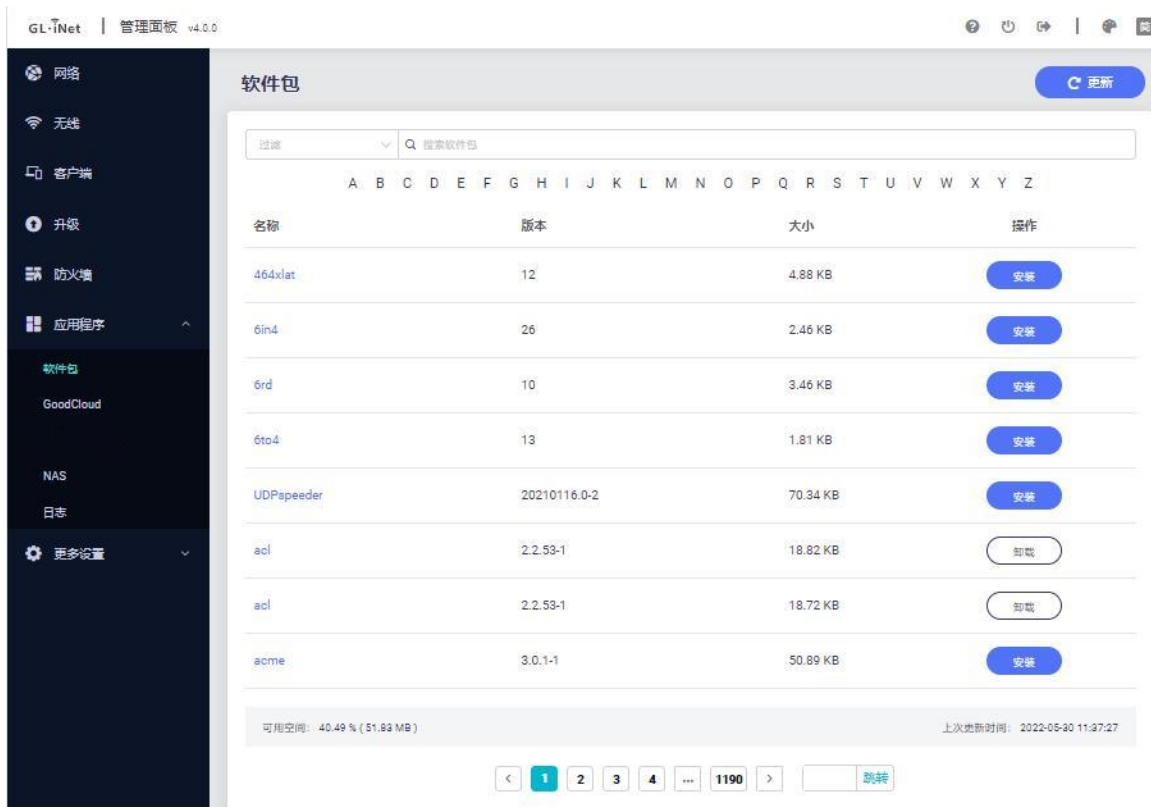 GL·iNet | 管理面板 v4.0.0 简
网络
无线
客户端
升级
防火墙
应用程序
软件包
GoodCloud
NAS
日志
更多设置
软件包 更新
过滤 搜索软件包
A B C D E F G H I J K L M N O P Q R S T U V W X Y Z
名称 版本 大小 操作
464xlat 12 4.88 KB 安装
6in4 26 2.46 KB 安装
6rd 10 3.46 KB 安装
6to4 13 1.81 KB 安装
UDPspeeder 20210116.0-2 70.34 KB 安装
acl 2.2.53-1 18.82 KB 卸载
acl 2.2.53-1 18.72 KB 卸载
acme 3.0.1-1 50.89 KB 安装
可用空间: 40.49 % ( 51.83 MB ) 上次更新时间: 2022-05-30 11:37:27
< 1 2 3 4 ... 1190 > 跳转